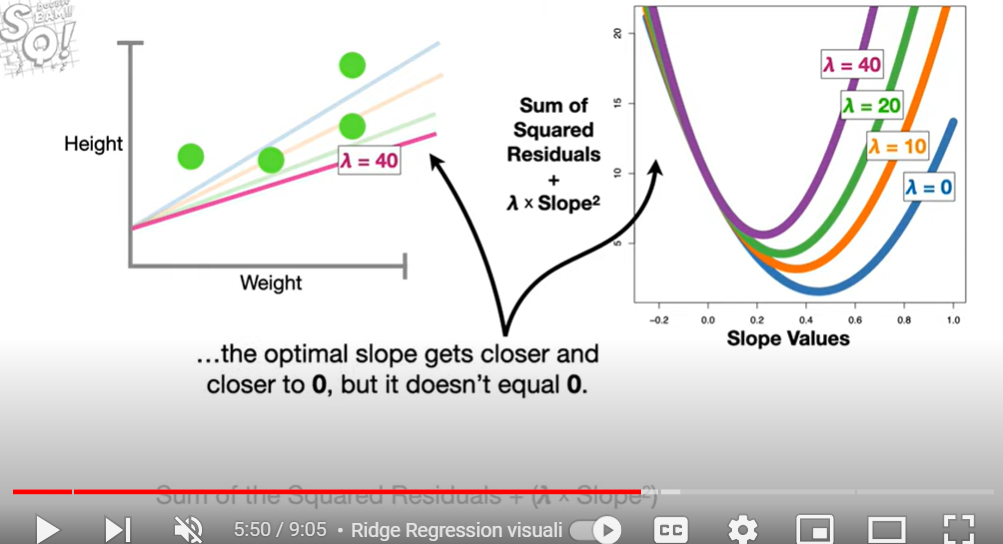 Height
λ = 40
Weight
Sum of
Squared
Residuals
+
λ × Slope²
20
15
10
5
λ = 40
λ = 20
λ = 10
λ = 0
-0.2
0.0
0.2
0.4
0.6
0.8
1.0
Slope Values
...the optimal slope gets closer and
closer to 0, but it doesn't equal 0.
Sum of the Squared Residuals + (λ × Slope²)
5:50 / 9:05 • Ridge Regression visuali
CC